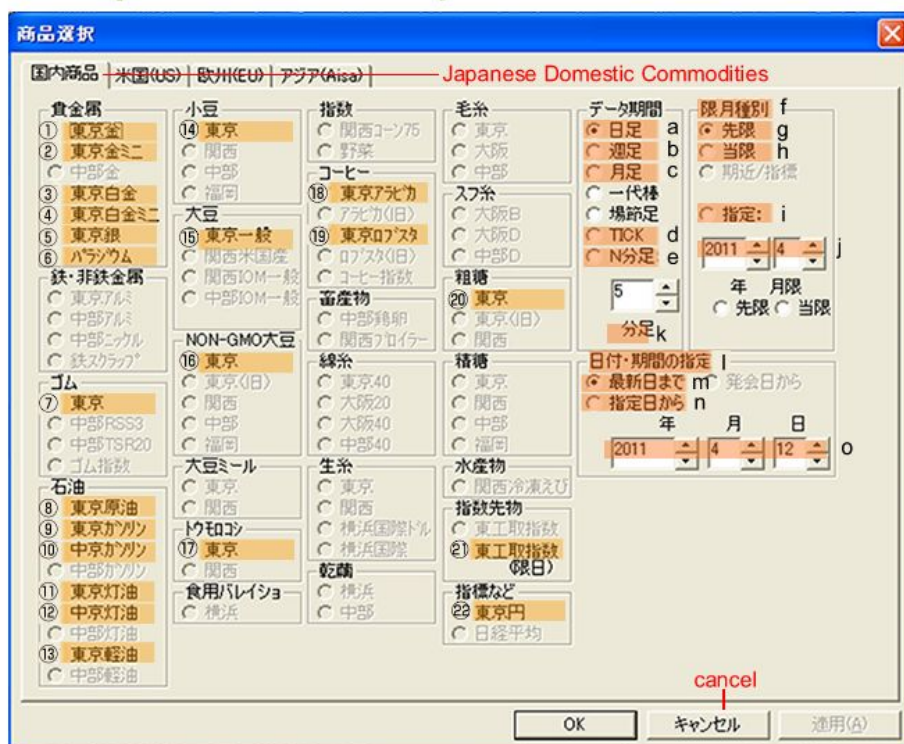 商品選択
国内商品 米国(US) 欧州(EU) アジア(Aisa) Japanese Domestic Commodities
貴金属
① 東京金
② 東京金ミニ
中部金
③ 東京白金
④ 東京白金ミニ
⑤ 東京銀
⑥ パラジウム
鉄・非鉄金属
東京アルミ
中部アルミ
中部ニッケル
鉄スクラップ
ゴム
⑦ 東京
中部RSS3
中部TSR20
ゴム指数
石油
⑧ 東京原油
⑨ 東京ガソリン
⑩ 中京ガソリン
中部ガソリン
⑪ 東京灯油
⑫ 中京灯油
中部灯油
⑬ 東京軽油
中部軽油
小豆
⑭ 東京
関西
中部
福岡
大豆
⑮ 東京一般
関西米国産
関西IOM一般
中部IOM一般
NON-GMO大豆
⑯ 東京
東京(旧)
関西
中部
福岡
大豆ミール
東京
関西
トウモロコシ
⑰ 東京
関西
食用バレイショ
横浜
指数
関西コーン75
野菜
コーヒー
⑱ 東京アラビカ
アラビカ(旧)
⑲ 東京ロブスタ
ロブスタ(旧)
コーヒー指数
畜産物
中部鶏卵
関西ブロイラー
綿糸
東京40
大阪20
大阪40
中部40
生糸
東京
関西
横浜国際ドル
横浜国際
乾繭
横浜
中部
毛糸
東京
大阪
中部
スフ糸
大阪B
大阪D
中部D
粗糖
⑳ 東京
東京(旧)
関西
精糖
東京
関西
中部
福岡
水産物
関西冷凍えび
指数先物
東工取指数
㉑ 東工取指数
(限日)
指標など
㉒ 東京円
日経平均
データ期間
日足 a
週足 b
月足 c
一代棒
場節足
TICK d
N分足 e
5
分足 k
限月種別 f
先限 g
当限 h
期近/指標
指定: i
2011 4 j
年 月限
先限 当限
日付・期間の指定 l
最新日まで m 発会日から
指定日から n
年 月 日
2011 4 12 o
cancel
OK キャンセル 適用(A)